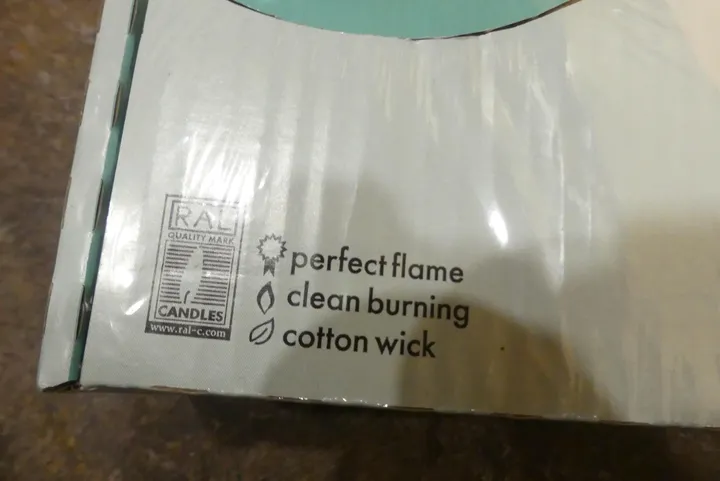 RAL
QUALITY MARK
CANDLES
www.ral-c.com
perfect flame
clean burning
cotton wick